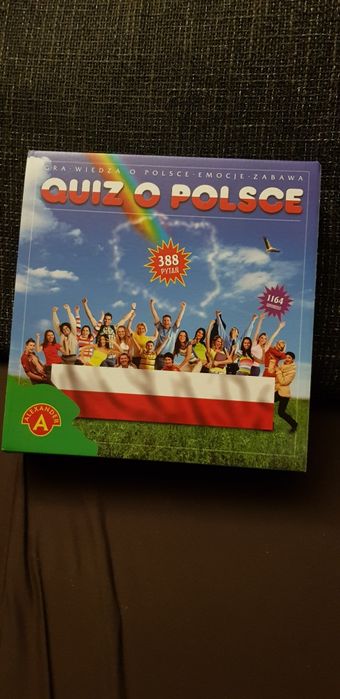 GRA · WIEDZA O POLSCE · EMOCJE · ZABAWA
QUIZ O POLSCE
388
PYTAŃ
1164
ALEXANDER
A